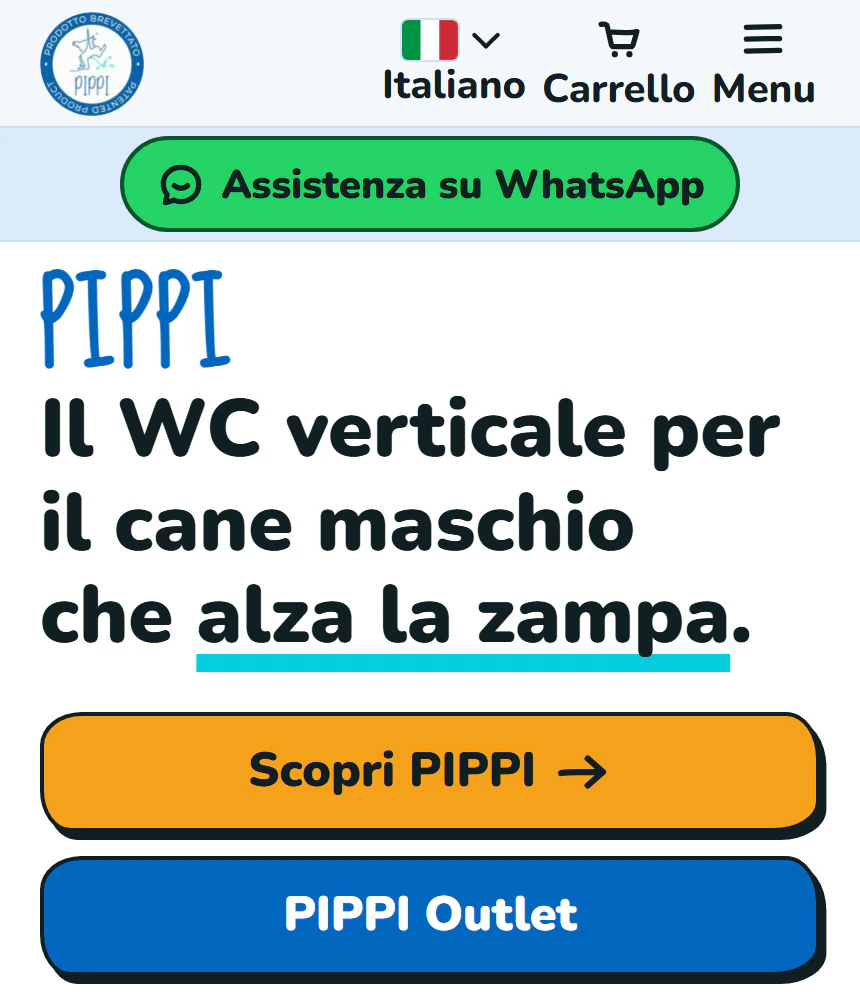 PRODOTTO BREVETTATO
PIPPI
PATENTED PRODUCT
Italiano
Carrello
Menu
Assistenza su WhatsApp
PIPPI
Il WC verticale per
il cane maschio
che alza la zampa.
Scopri PIPPI →
PIPPI Outlet